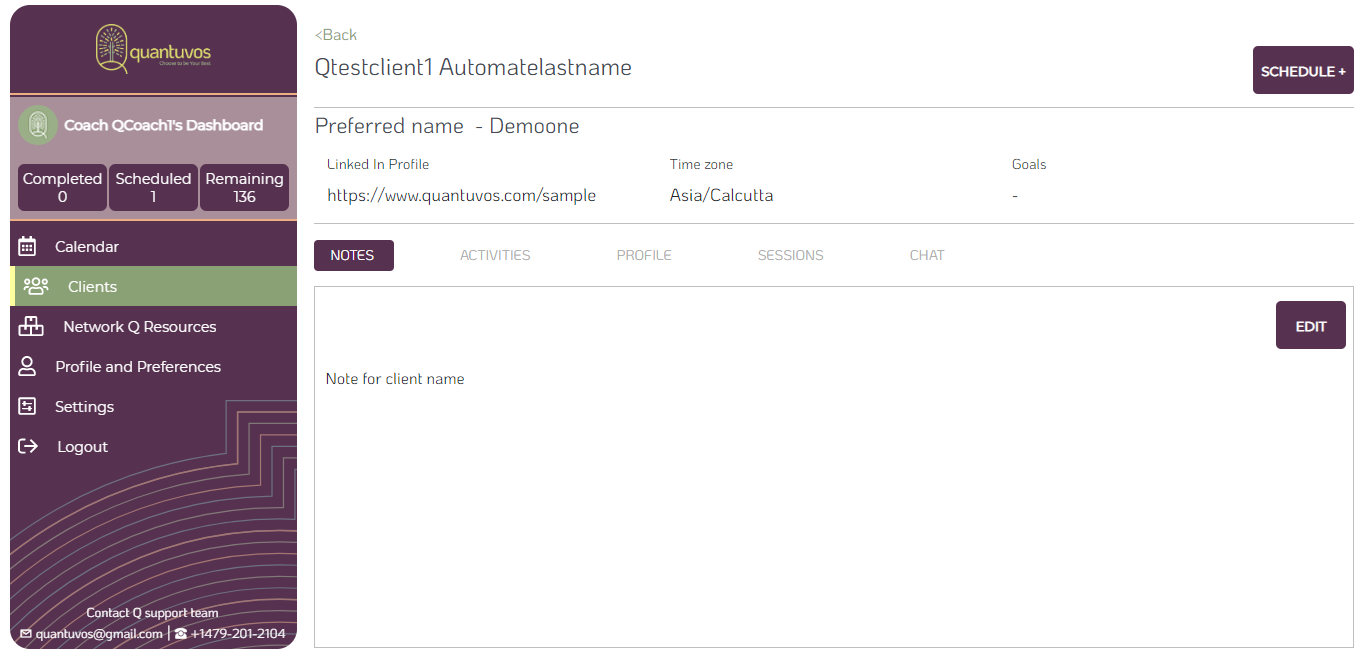 quantuvos
Choose to be Your Best
Coach QCoach1's Dashboard
Completed
0
Scheduled
1
Remaining
136
Calendar
Clients
Network Q Resources
Profile and Preferences
Settings
Logout
Contact Q support team
quantuvos@gmail.com | +1479-201-2104
<Back
Qtestclient1 Automatelastname
SCHEDULE +
Preferred name - Demoone
Linked In Profile
https://www.quantuvos.com/sample
Time zone
Asia/Calcutta
Goals
-
NOTES ACTIVITIES PROFILE SESSIONS CHAT
EDIT
Note for client name